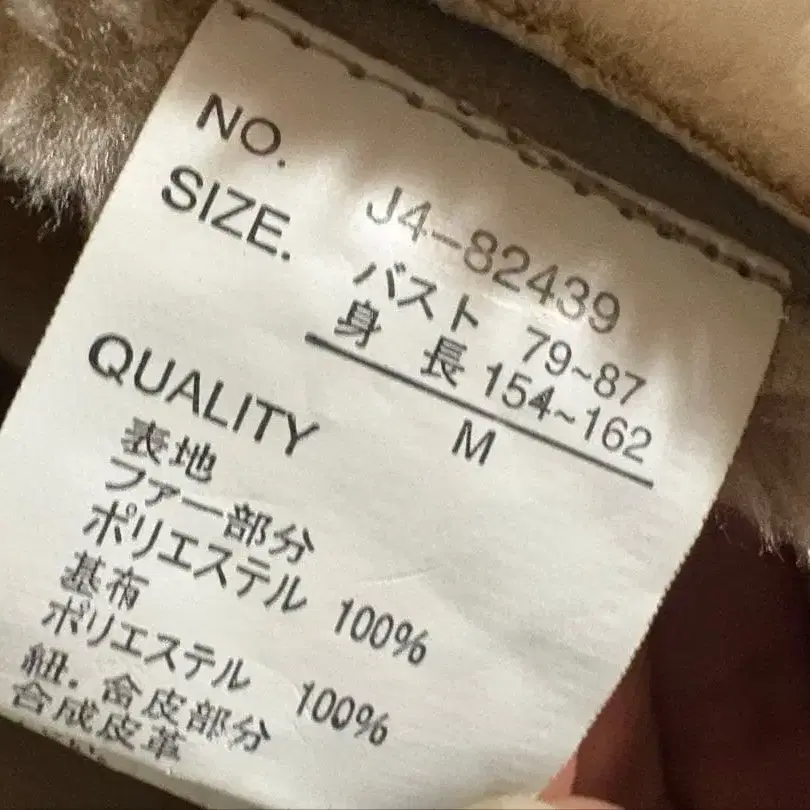 NO. J4-82439
SIZE. バスト 79~87
身長 154~162
M
QUALITY
表地
ファー部分
ポリエステル 100%
基布
ポリエステル 100%
紐.合皮部分
合成皮革